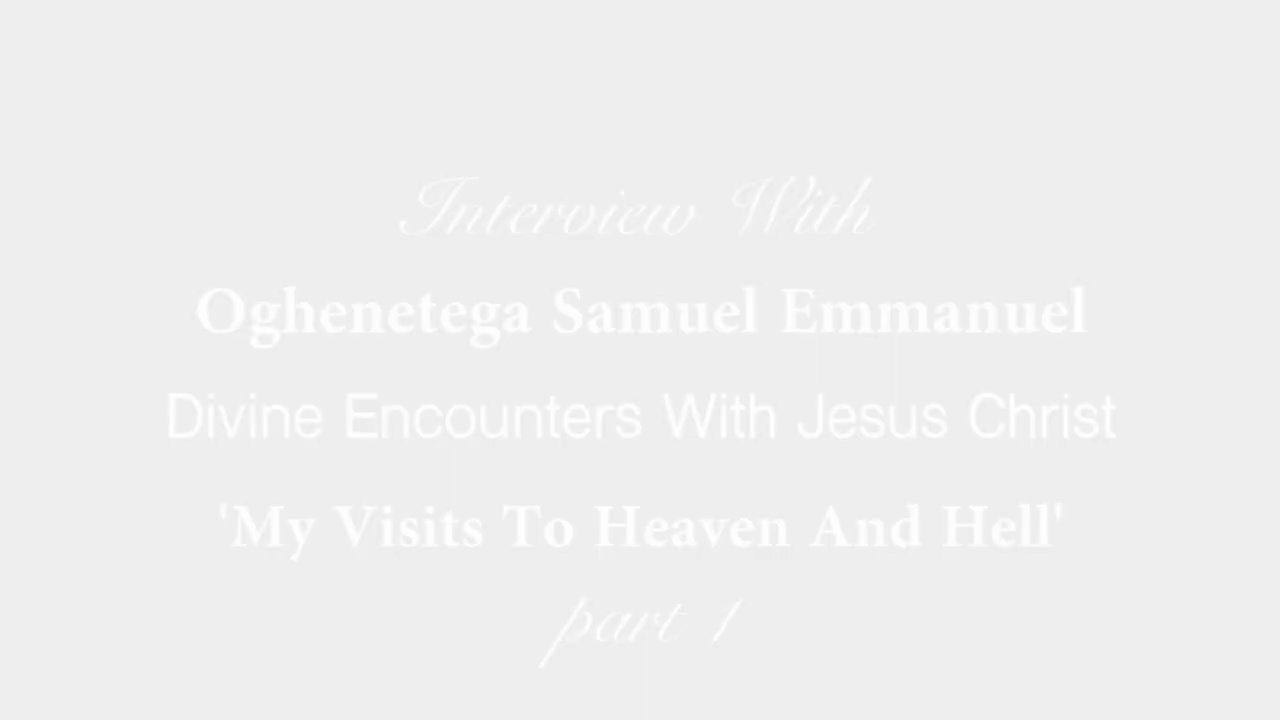 Interview With
Oghenetega Samuel Emmanuel
Divine Encounters With Jesus Christ
'My Visits To Heaven And Hell'
part 1